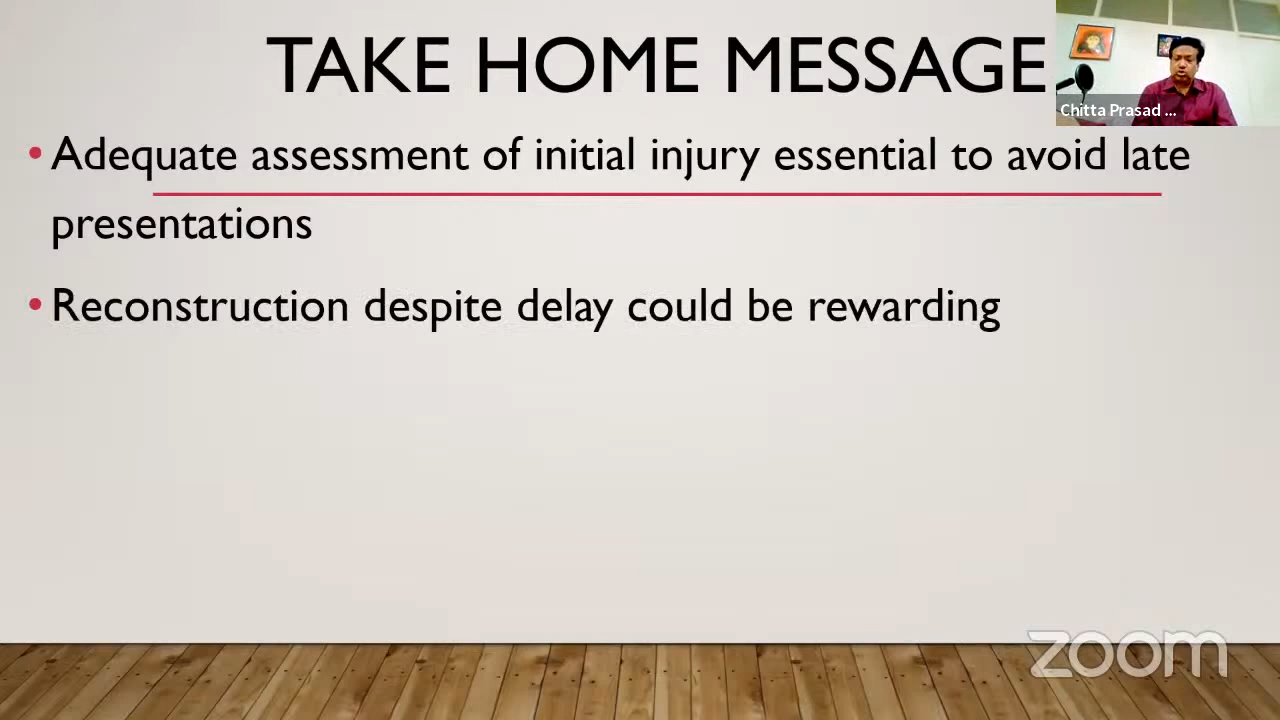 TAKE HOME MESSAGE
Chitta Prasad ...
• Adequate assessment of initial injury essential to avoid late
presentations
• Reconstruction despite delay could be rewarding
zoom